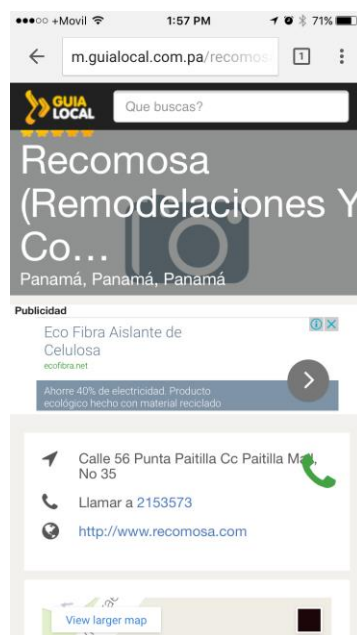 +Movil 1:57 PM 71%
m.guialocal.com.pa/recomos
1
GUIA
LOCAL
Que buscas?
Recomosa
(Remodelaciones Y
Co...
Panamá, Panamá, Panamá
Publicidad
Eco Fibra Aislante de
Celulosa
ecofibra.net
Ahorre 40% de electricidad. Producto
ecológico hecho con material reciclado
Calle 56 Punta Paitilla Cc Paitilla Mall,
No 35
Llamar a 2153573
http://www.recomosa.com
View larger map